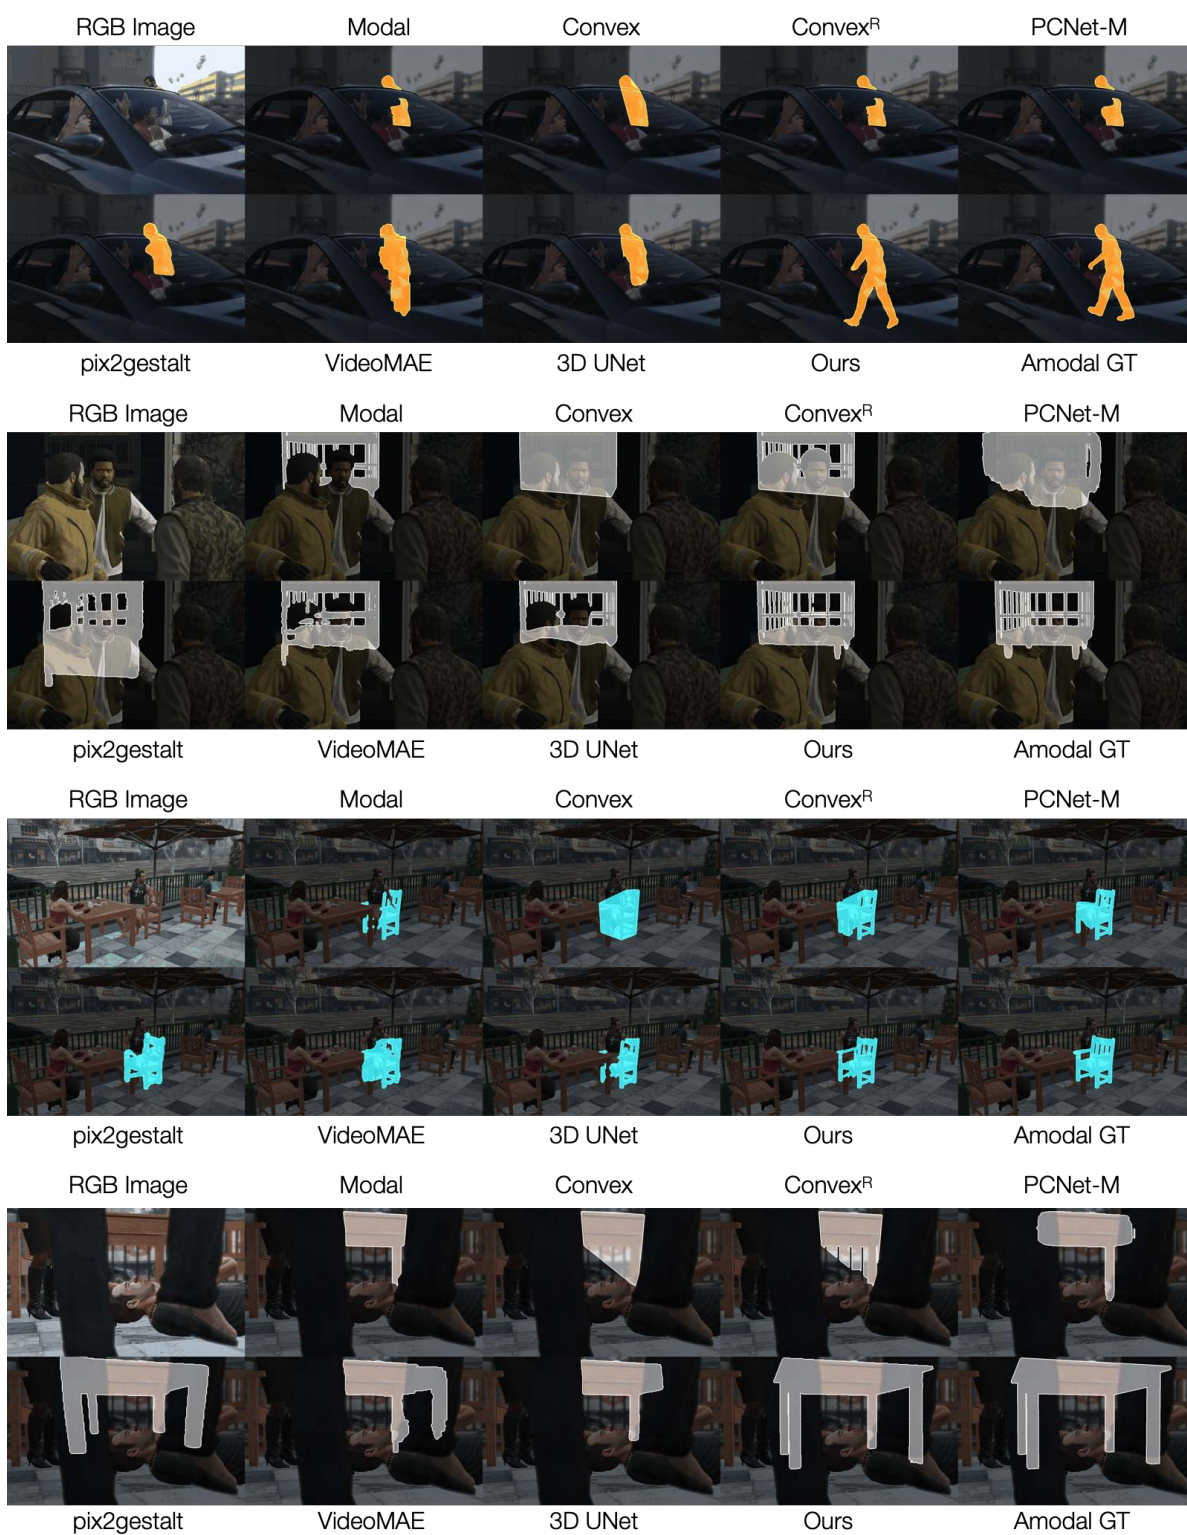 RGB Image Modal Convex Convexᴿ PCNet-M
pix2gestalt VideoMAE 3D UNet Ours Amodal GT
RGB Image Modal Convex Convexᴿ PCNet-M
pix2gestalt VideoMAE 3D UNet Ours Amodal GT
RGB Image Modal Convex Convexᴿ PCNet-M
pix2gestalt VideoMAE 3D UNet Ours Amodal GT
RGB Image Modal Convex Convexᴿ PCNet-M
pix2gestalt VideoMAE 3D UNet Ours Amodal GT